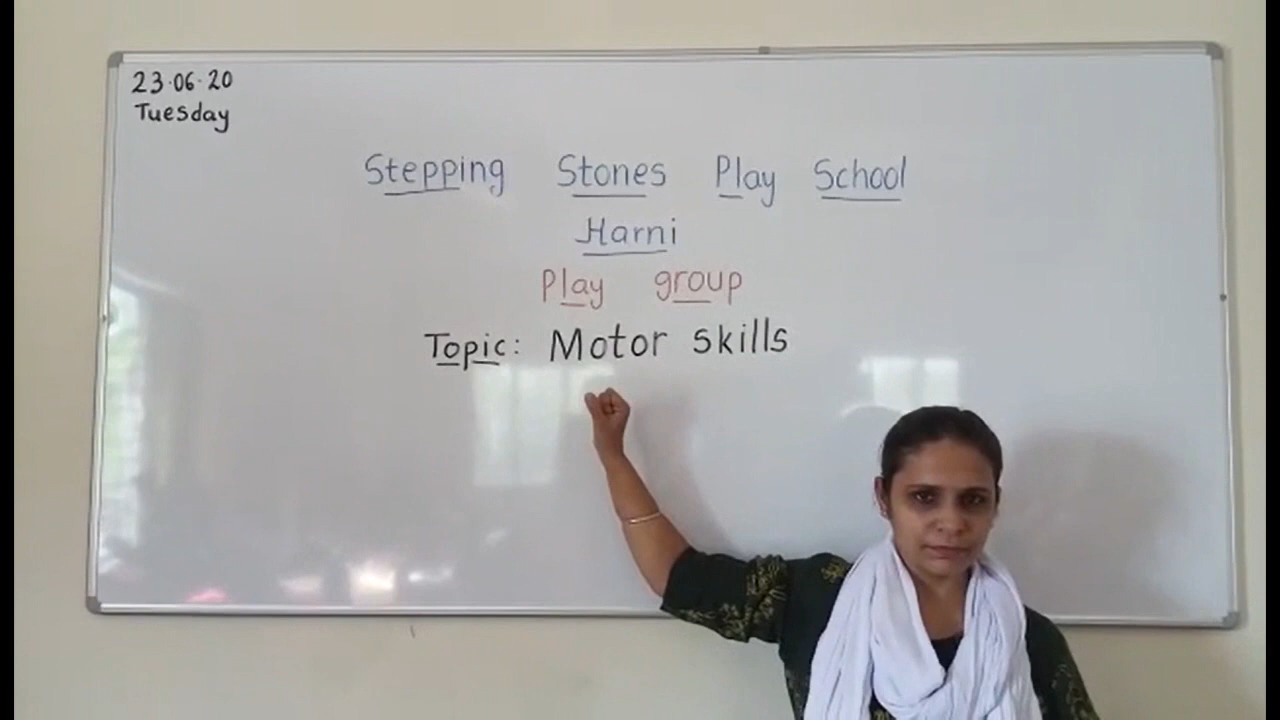 23.06.20
Tuesday
Stepping Stones Play School
Harni
Play group
Topic: Motor skills